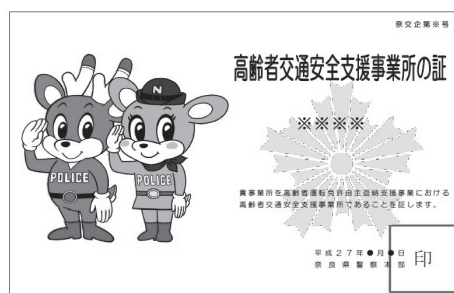 奈交企第※号
高齢者交通安全支援事業所の証
※※※※
N
POLICE
POLICE
貴事業所を高齢者運転免許自主返納支援事業における
高齢者交通安全支援事業所であることを証します。
平成27年●月●日
奈良県警察本部
印